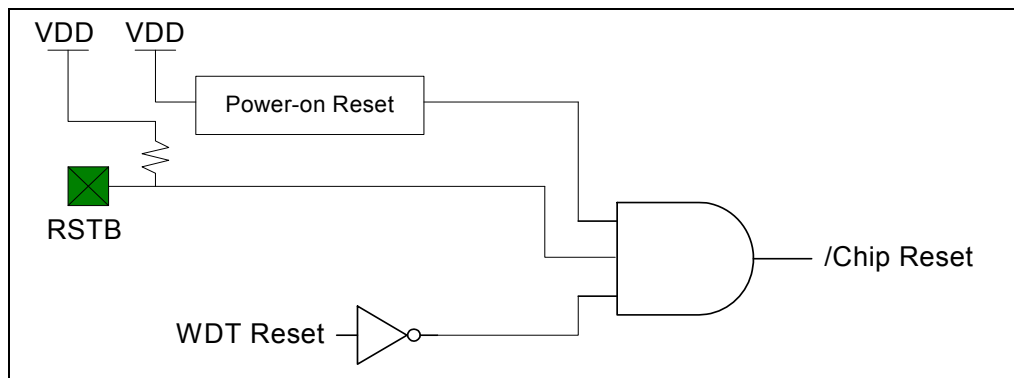 VDD VDD
Power-on Reset
RSTB
/Chip Reset
WDT Reset